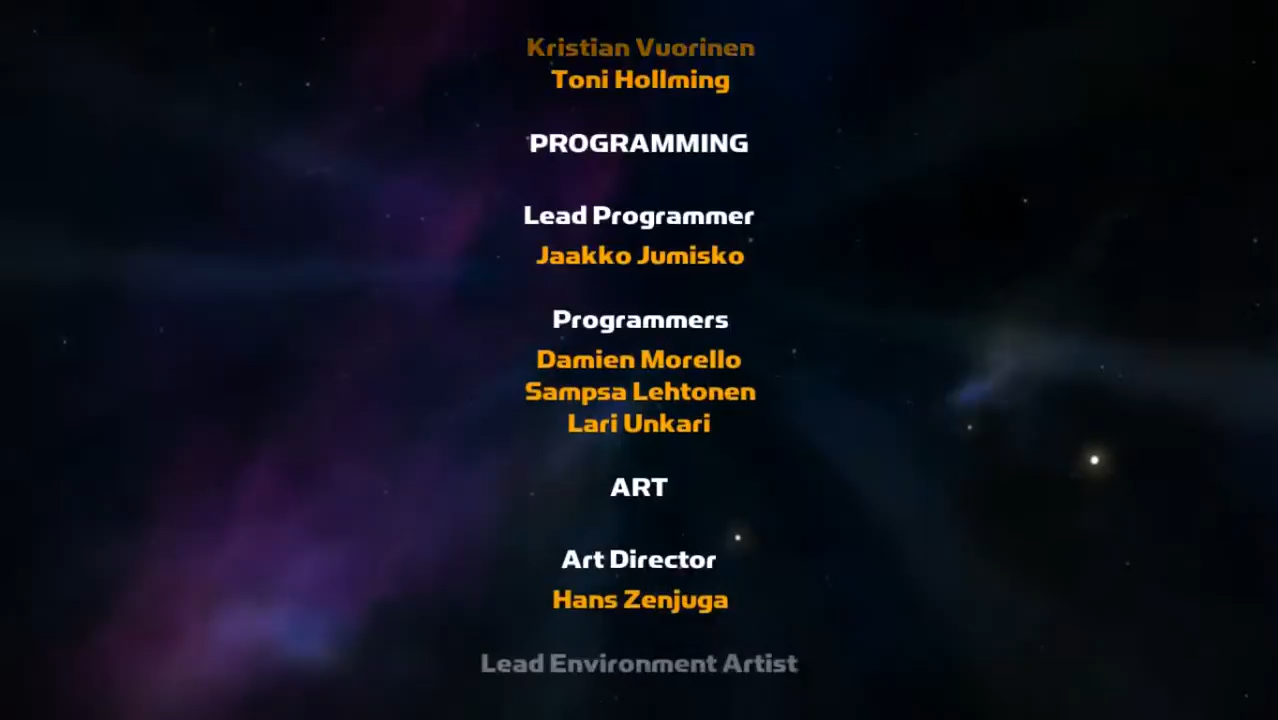 Kristian Vuorinen
Toni Hollming
PROGRAMMING
Lead Programmer
Jaakko Jumisko
Programmers
Damien Morello
Sampsa Lehtonen
Lari Unkari
ART
Art Director
Hans Zenjuga
Lead Environment Artist